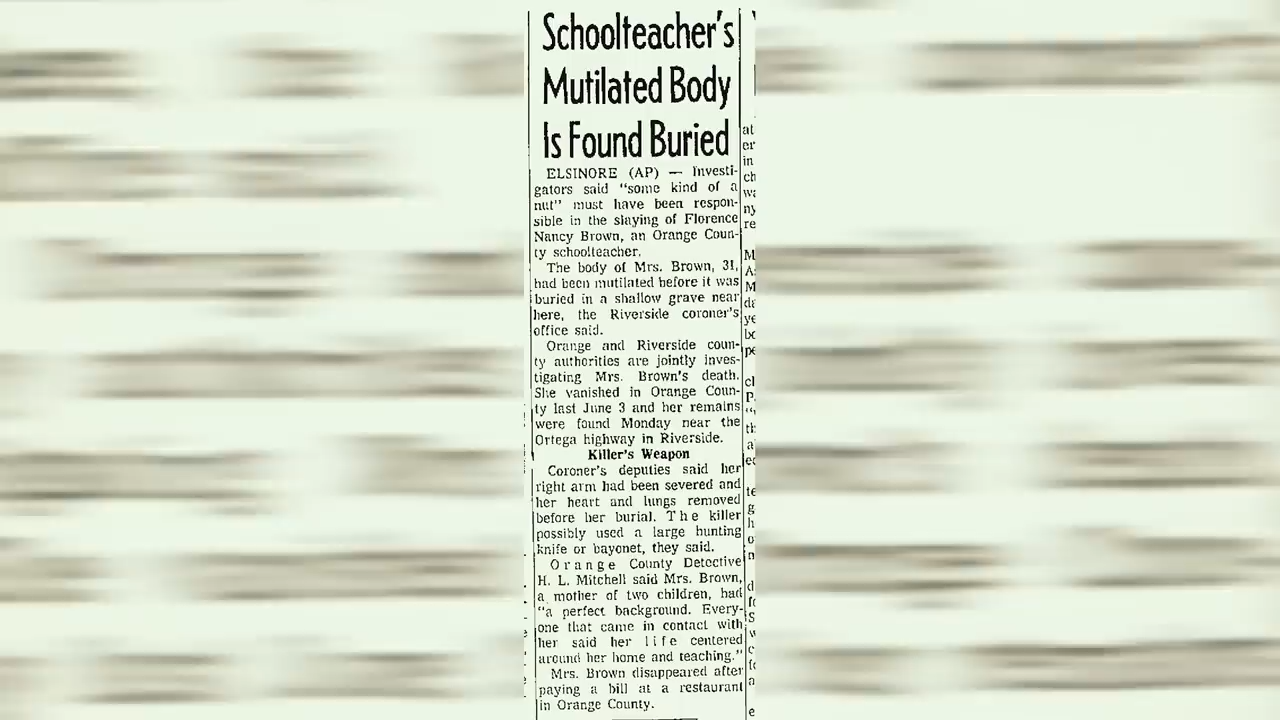 Schoolteacher's
Mutilated Body
Is Found Buried
ELSINORE (AP) — Investi-
gators said "some kind of a
nut" must have been respon-
sible in the slaying of Florence
Nancy Brown, an Orange Coun-
ty schoolteacher.
The body of Mrs. Brown, 31,
had been mutilated before it was
buried in a shallow grave near
here, the Riverside coroner's
office said.
Orange and Riverside coun-
ty authorities are jointly inves-
tigating Mrs. Brown's death.
She vanished in Orange Coun-
ty last June 3 and her remains
were found Monday near the
Ortega highway in Riverside.
Killer's Weapon
Coroner's deputies said her
right arm had been severed and
her heart and lungs removed
before her burial. The killer
possibly used a large hunting
knife or bayonet, they said.
Orange County Detective
H. L. Mitchell said Mrs. Brown,
a mother of two children, had
"a perfect background. Every-
one that came in contact with
her said her life centered
around her home and teaching."
Mrs. Brown disappeared after
paying a bill at a restaurant
in Orange County.